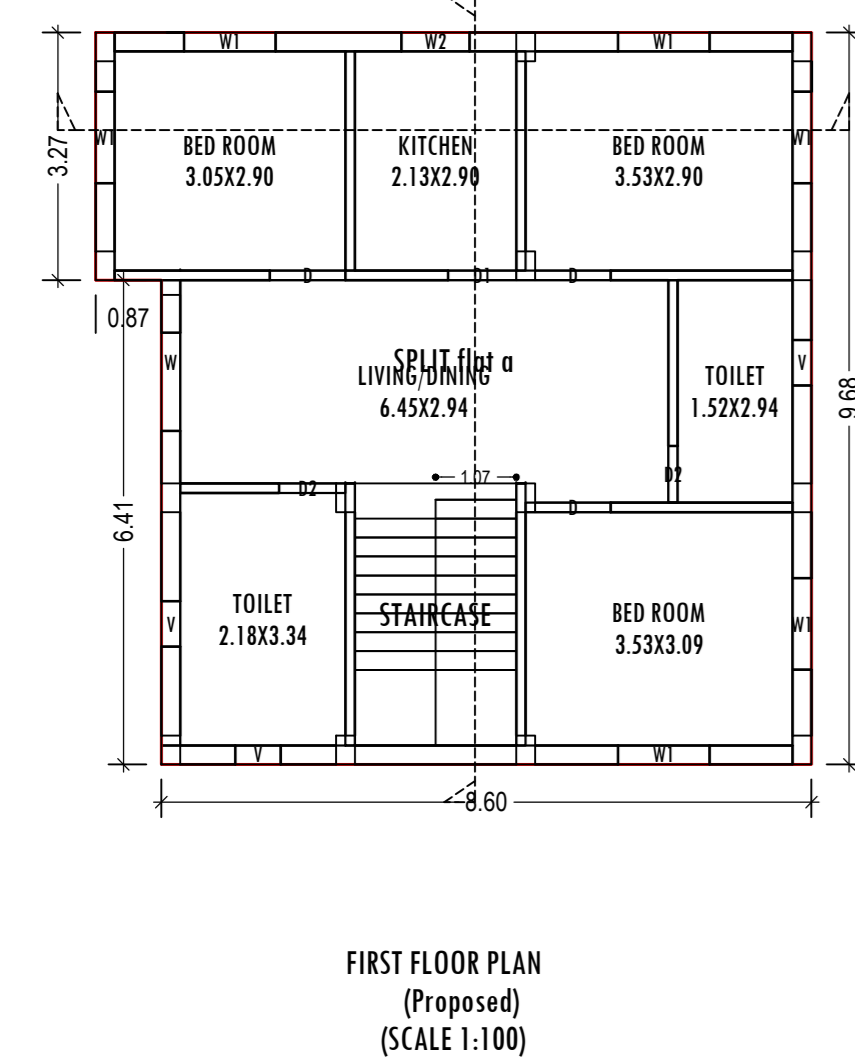 W1
W2
W1
3.27
W1
BED ROOM
3.05X2.90
KITCHEN
2.13X2.90
BED ROOM
3.53X2.90
W1
D
D1
D
0.87
W
SPLIT flat a
LIVING/DINING
6.45X2.94
TOILET
1.52X2.94
V
9.68
D2
1.07
D2
D
6.41
TOILET
2.18X3.34
V
STAIRCASE
BED ROOM
3.53X3.09
W1
V
W1
8.60
FIRST FLOOR PLAN
(Proposed)
(SCALE 1:100)